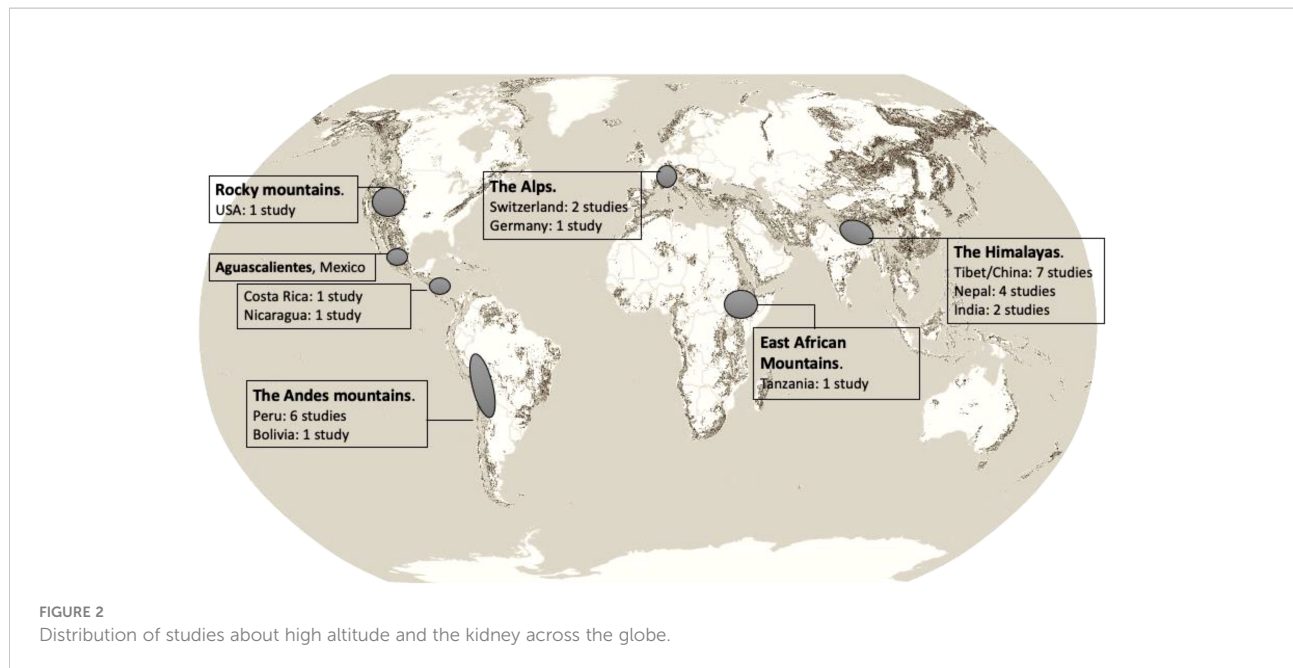 Rocky mountains.
USA: 1 study
Aguascalientes, Mexico
Costa Rica: 1 study
Nicaragua: 1 study
The Andes mountains.
Peru: 6 studies
Bolivia: 1 study
The Alps.
Switzerland: 2 studies
Germany: 1 study
East African
Mountains.
Tanzania: 1 study
The Himalayas.
Tibet/China: 7 studies
Nepal: 4 studies
India: 2 studies
FIGURE 2
Distribution of studies about high altitude and the kidney across the globe.